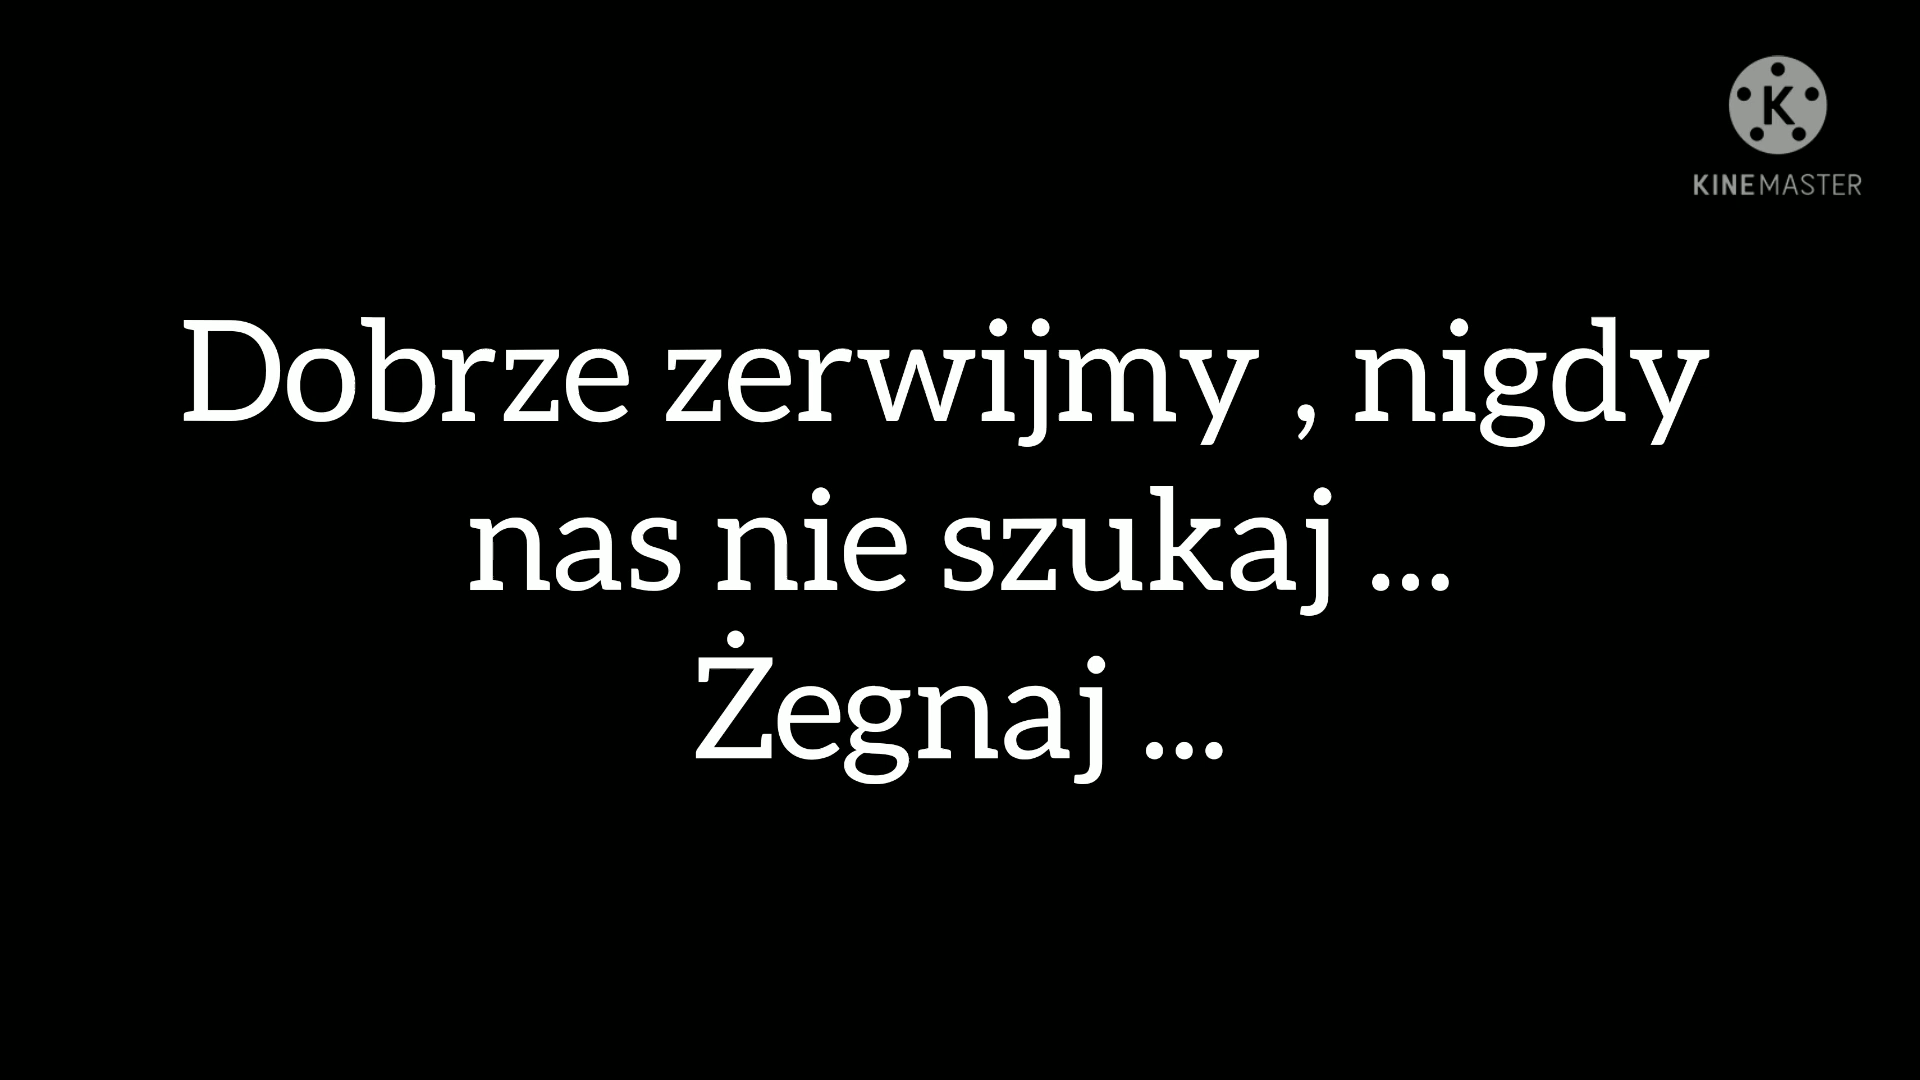 K
KINEMASTER
Dobrze zerwijmy , nigdy
nas nie szukaj ...
Żegnaj ...